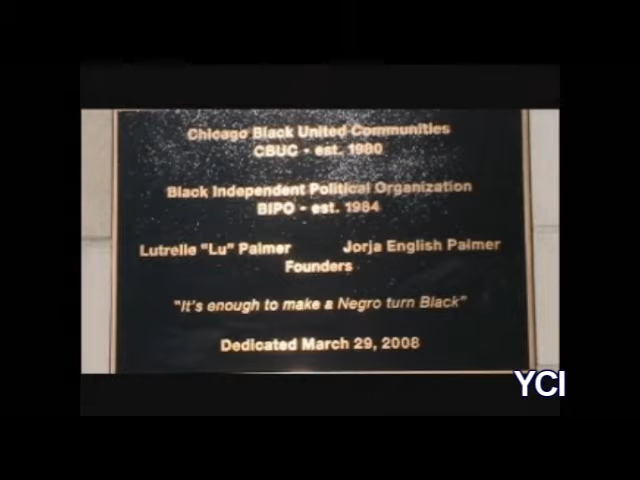 Chicago Black United Communities
CBUC - est. 1980
Black Independent Political Organization
BIPO - est. 1984
Lutrelle "Lu" Palmer Jorja English Palmer
Founders
"It's enough to make a Negro turn Black"
Dedicated March 29, 2008
YCI